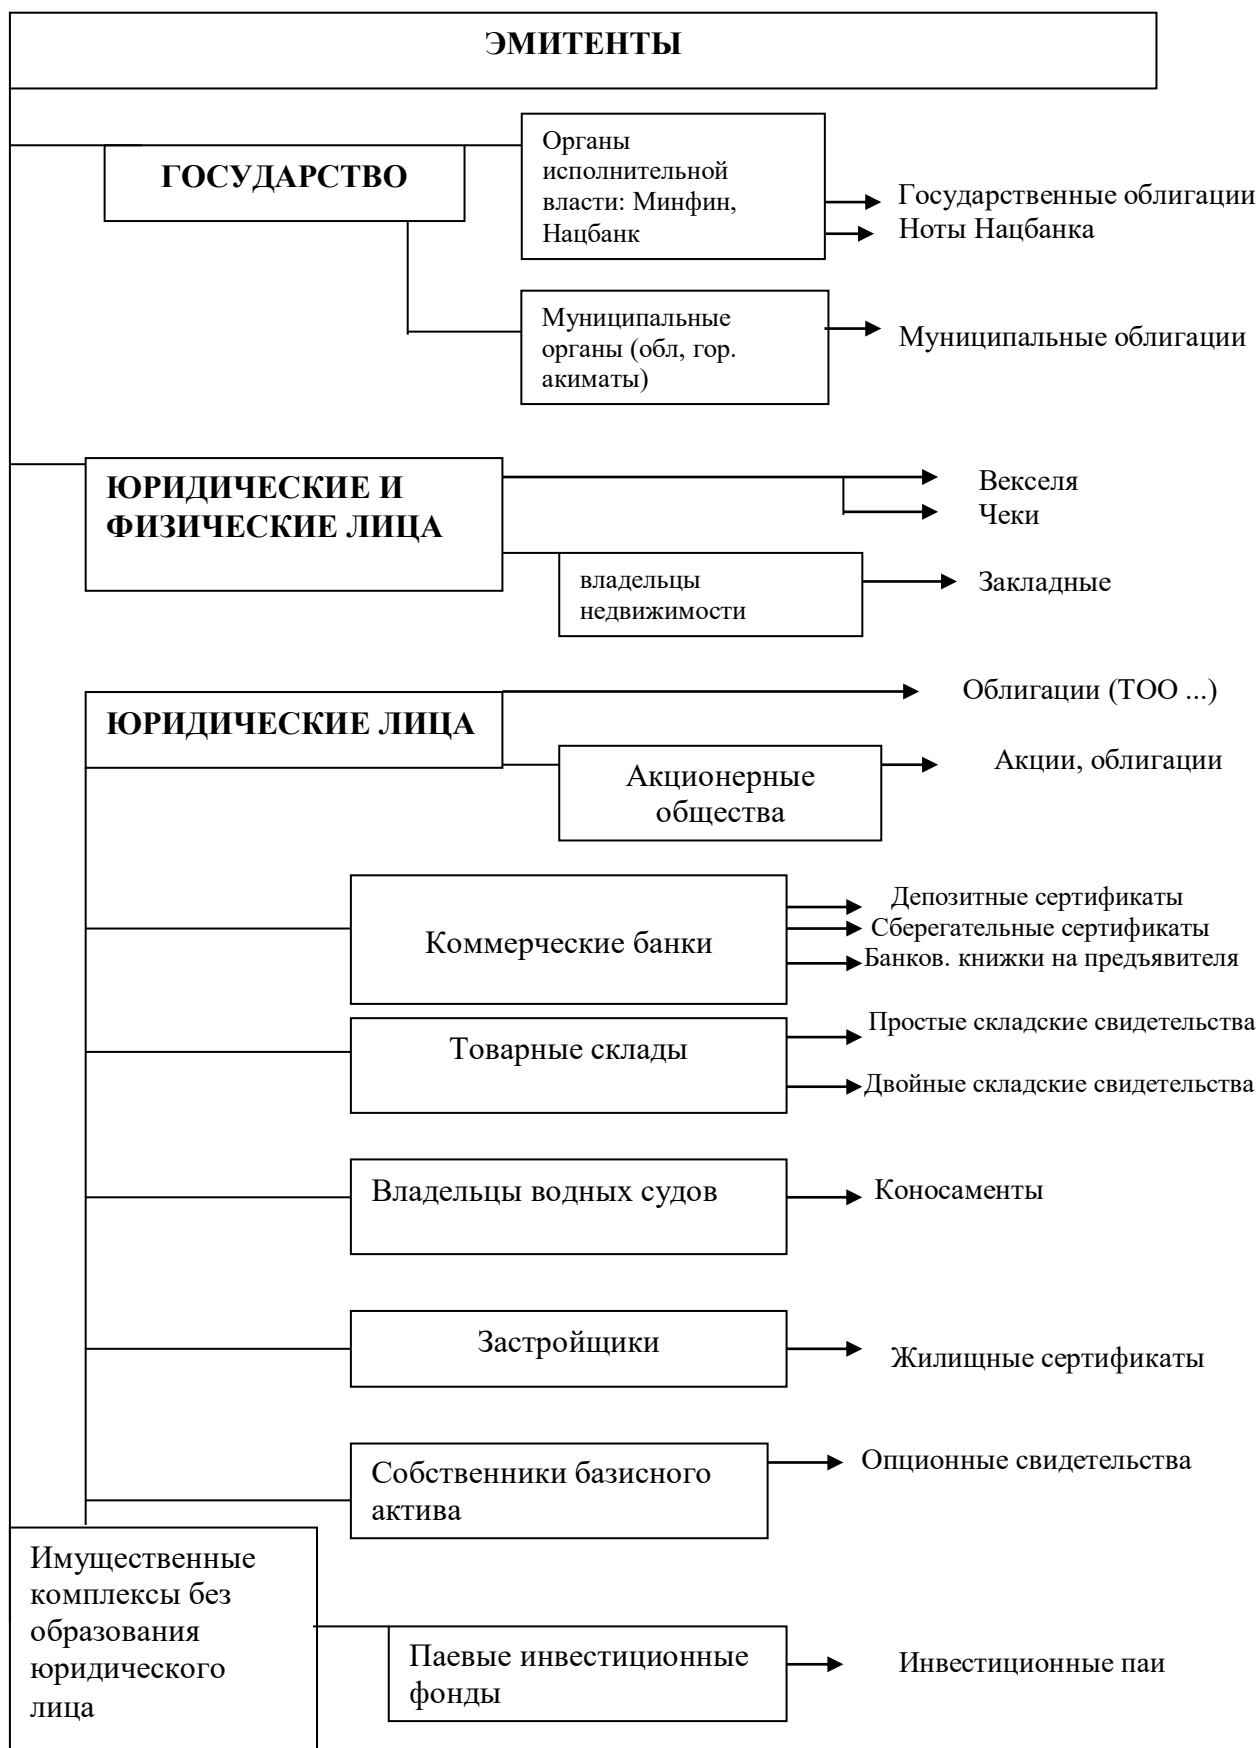 ЭМИТЕНТЫ
ГОСУДАРСТВО
Органы
исполнительной
власти: Минфин,
Нацбанк
Государственные облигации
Ноты Нацбанка
Муниципальные
органы (обл, гор.
акиматы)
Муниципальные облигации
ЮРИДИЧЕСКИЕ И
ФИЗИЧЕСКИЕ ЛИЦА
Векселя
Чеки
владельцы
недвижимости
Закладные
ЮРИДИЧЕСКИЕ ЛИЦА
Облигации (ТОО ...)
Акционерные
общества
Акции, облигации
Коммерческие банки
Депозитные сертификаты
Сберегательные сертификаты
Банков. книжки на предъявителя
Товарные склады
Простые складские свидетельства
Двойные складские свидетельства
Владельцы водных судов
Коносаменты
Застройщики
Жилищные сертификаты
Собственники базисного
актива
Опционные свидетельства
Имущественные
комплексы без
образования
юридического
лица
Паевые инвестиционные
фонды
Инвестиционные паи